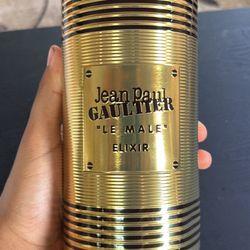 Jean Paul
GAULTIER
"LE MALE"
ELIXIR